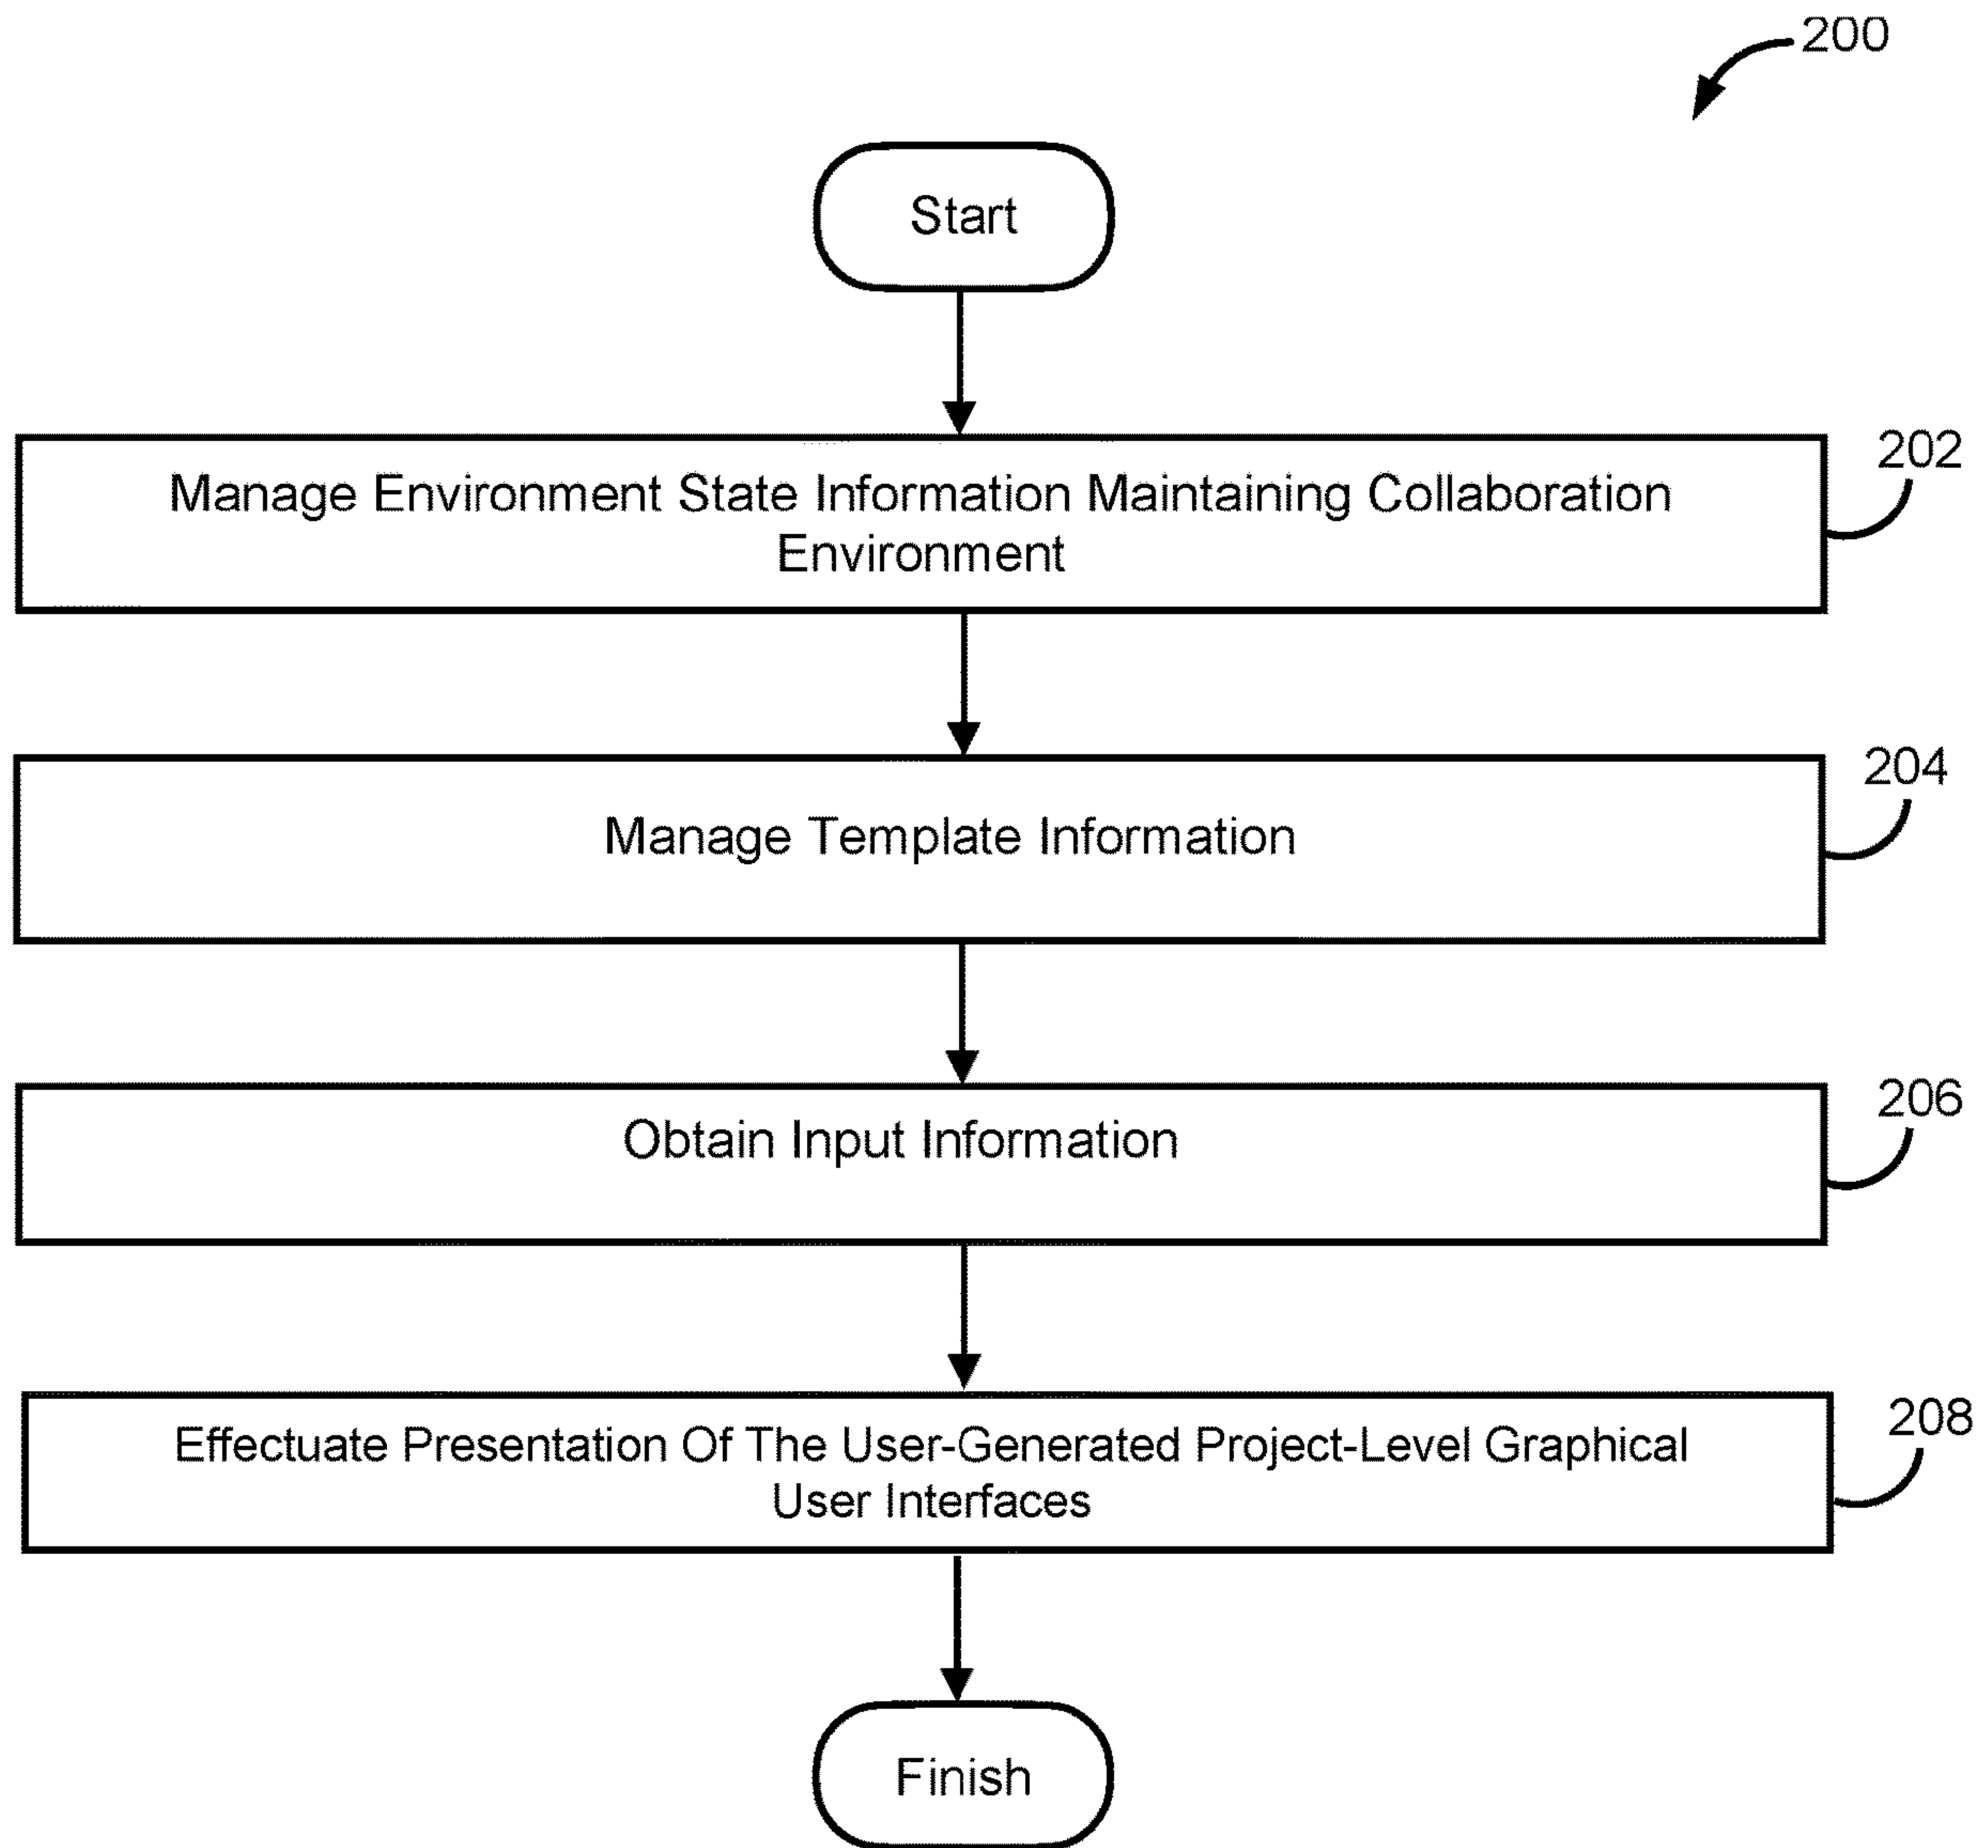 200
Start
202
Manage Environment State Information Maintaining Collaboration
Environment
204
Manage Template Information
206
Obtain Input Information
208
Effectuate Presentation Of The User-Generated Project-Level Graphical
User Interfaces
Finish